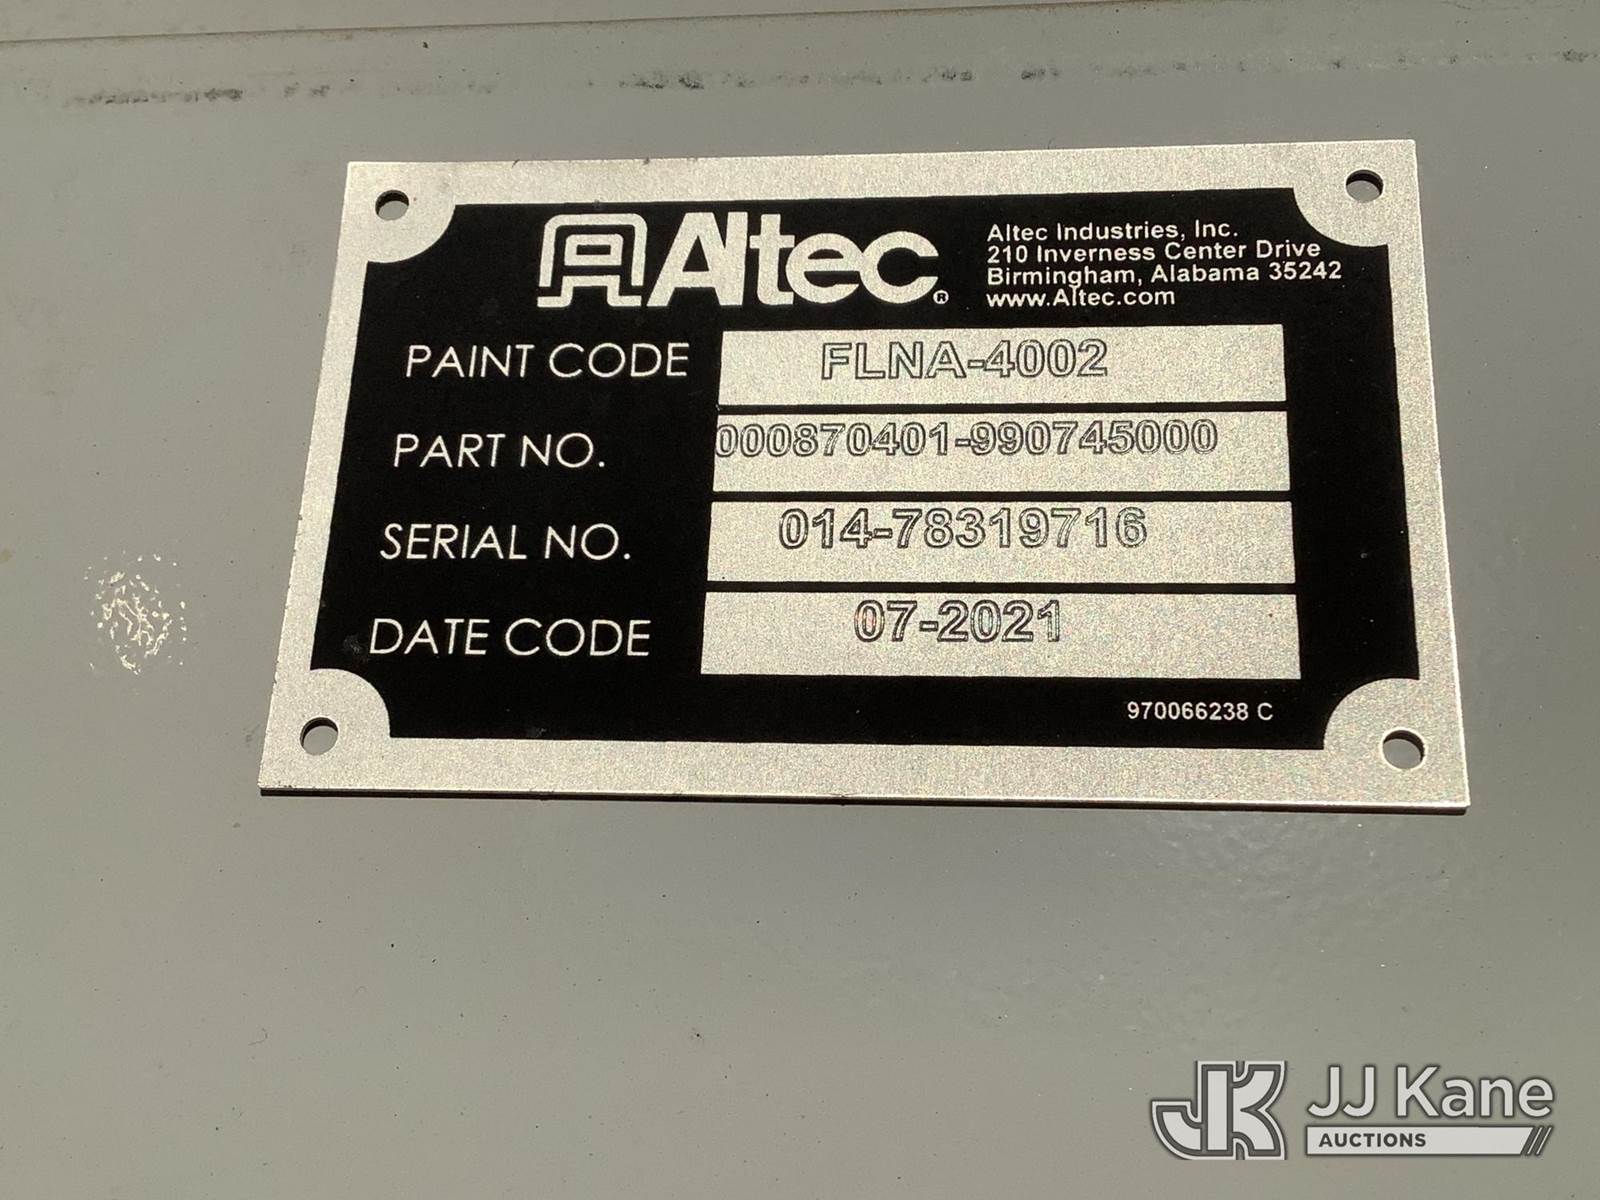 Altec®
Altec Industries, Inc.
210 Inverness Center Drive
Birmingham, Alabama 35242
www.Altec.com
PAINT CODE FLNA-4002
PART NO. 000870401-990745000
SERIAL NO. 014-78319716
DATE CODE 07-2021
970066238 C
JK JJ Kane
AUCTIONS